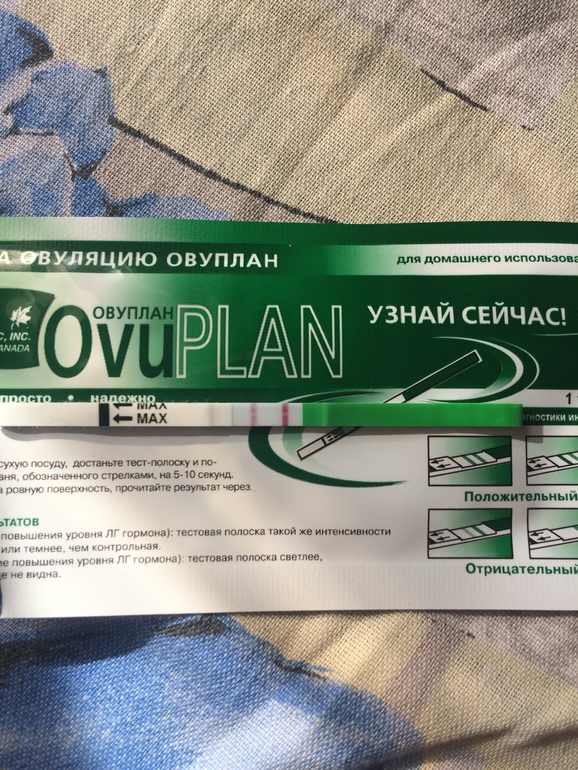 А ОВУЛЯЦИЮ ОВУПЛАН
для домашнего использова
C, INC.
ANADA
ОВУПЛАН
OvuPLAN
УЗНАЙ СЕЙЧАС!
просто • надежно
1
агностики ин
MAX
MAX
сухую посуду, достаньте тест-полоску и по-
вня, обозначенного стрелками, на 5-10 секунд.
а ровную поверхность, прочитайте результат через
Положительный
ЬТАТОВ
повышения уровня ЛГ гормона): тестовая полоска такой же интенсивности
или темнее, чем контрольная.
ие повышения уровня ЛГ гормона): тестовая полоска светлее,
е не видна.
Отрицательный